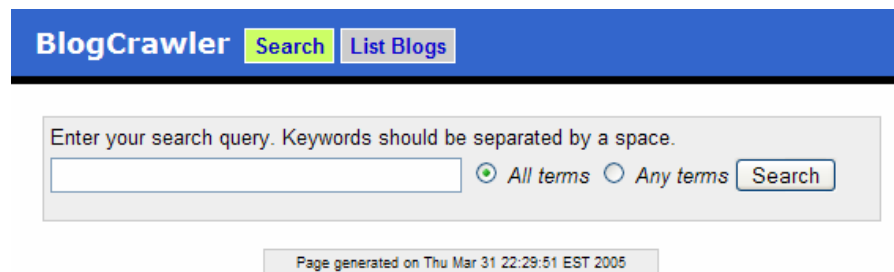 BlogCrawler Search List Blogs
Enter your search query. Keywords should be separated by a space.
All terms Any terms Search
Page generated on Thu Mar 31 22:29:51 EST 2005